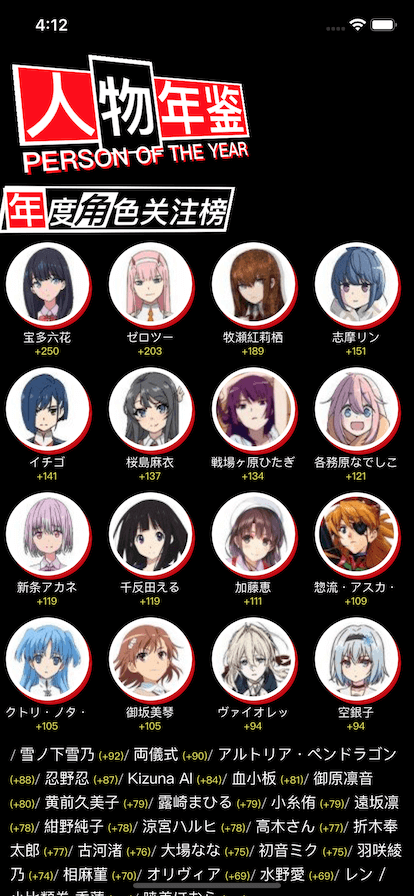 4:12
人物年鉴
PERSON OF THE YEAR
年度角色关注榜
宝多六花 ゼロツー 牧瀬紅莉栖 志摩リン
+250 +203 +189 +151
イチゴ 桜島麻衣 戦場ヶ原ひたぎ 各務原なでしこ
+141 +137 +134 +121
新条アカネ 千反田える 加藤恵 惣流・アスカ・
+119 +119 +111 +109
クトリ・ノタ・ 御坂美琴 ヴァイオレッ 空銀子
+105 +105 +94 +94
/ 雪ノ下雪乃 (+92)/ 両儀式 (+90)/ アルトリア・ペンドラゴン
(+88)/ 忍野忍 (+87)/ Kizuna AI (+84)/ 血小板 (+81)/ 御原凛音
(+80)/ 黄前久美子 (+79)/ 露崎まひる (+79)/ 小糸侑 (+79)/ 遠坂凛
(+78)/ 紺野純子 (+78)/ 涼宮ハルヒ (+78)/ 高木さん (+77)/ 折木奉
太郎 (+77)/ 古河渚 (+76)/ 大場なな (+75)/ 初音ミク (+75)/ 羽咲綾
乃 (+74)/ 相麻菫 (+70)/ オリヴィア (+69)/ 水野愛 (+69)/ レン /